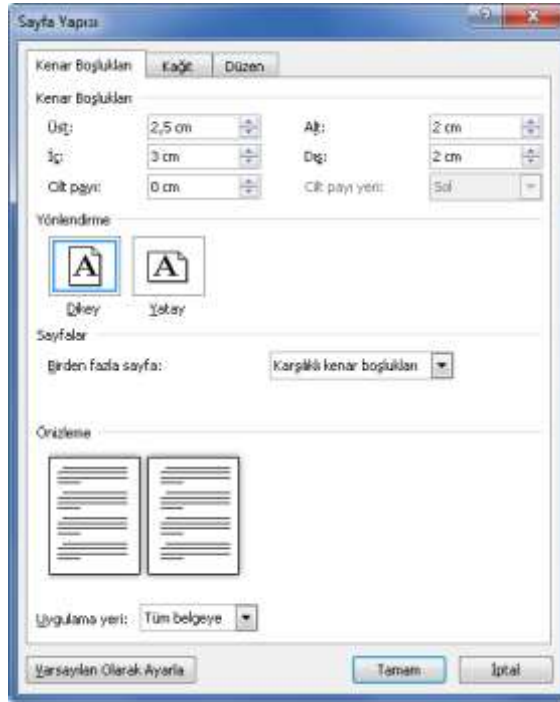 Sayfa Yapısı
Kenar Boşlukları Kağıt Düzen
Kenar Boşlukları
Üst: 2,5 cm Alt: 2 cm
İç: 3 cm Dış: 2 cm
Cilt payı: 0 cm Cilt payı yeri: Sol
Yönlendirme
A A
Dikey Yatay
Sayfalar
Birden fazla sayfa: Karşılıklı kenar boşlukları
Önizleme
Uygulama yeri: Tüm belgeye
Varsayılan Olarak Ayarla Tamam İptal